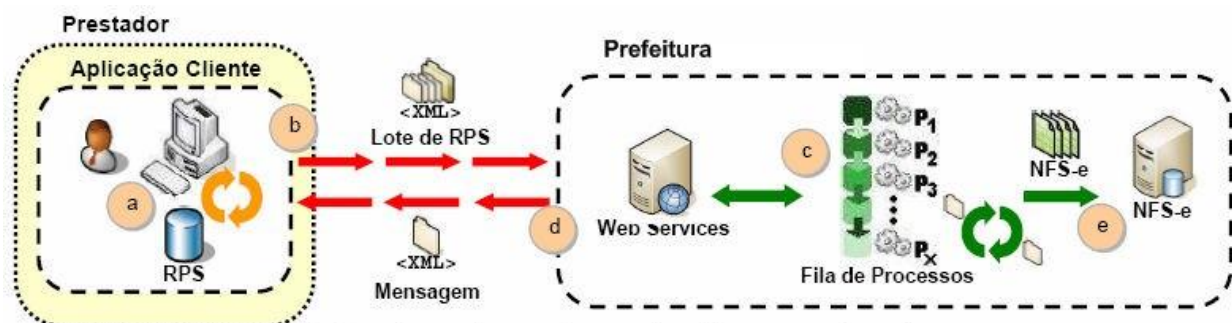 Prestador
Aplicação Cliente
a
RPS
b
<XML>
Lote de RPS
<XML>
Mensagem
Prefeitura
d
Web Services
c
P1
P2
P3
Px
Fila de Processos
NFS-e
e
NFS-e